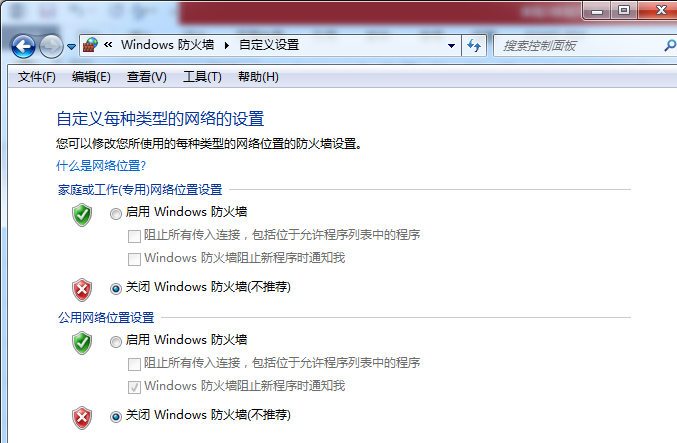 « Windows 防火墙 ▸ 自定义设置
搜索控制面板
文件(F) 编辑(E) 查看(V) 工具(T) 帮助(H)
自定义每种类型的网络的设置
您可以修改您所使用的每种类型的网络位置的防火墙设置。
什么是网络位置?
家庭或工作(专用)网络位置设置
启用 Windows 防火墙
阻止所有传入连接，包括位于允许程序列表中的程序
Windows 防火墙阻止新程序时通知我
关闭 Windows 防火墙(不推荐)
公用网络位置设置
启用 Windows 防火墙
阻止所有传入连接，包括位于允许程序列表中的程序
Windows 防火墙阻止新程序时通知我
关闭 Windows 防火墙(不推荐)